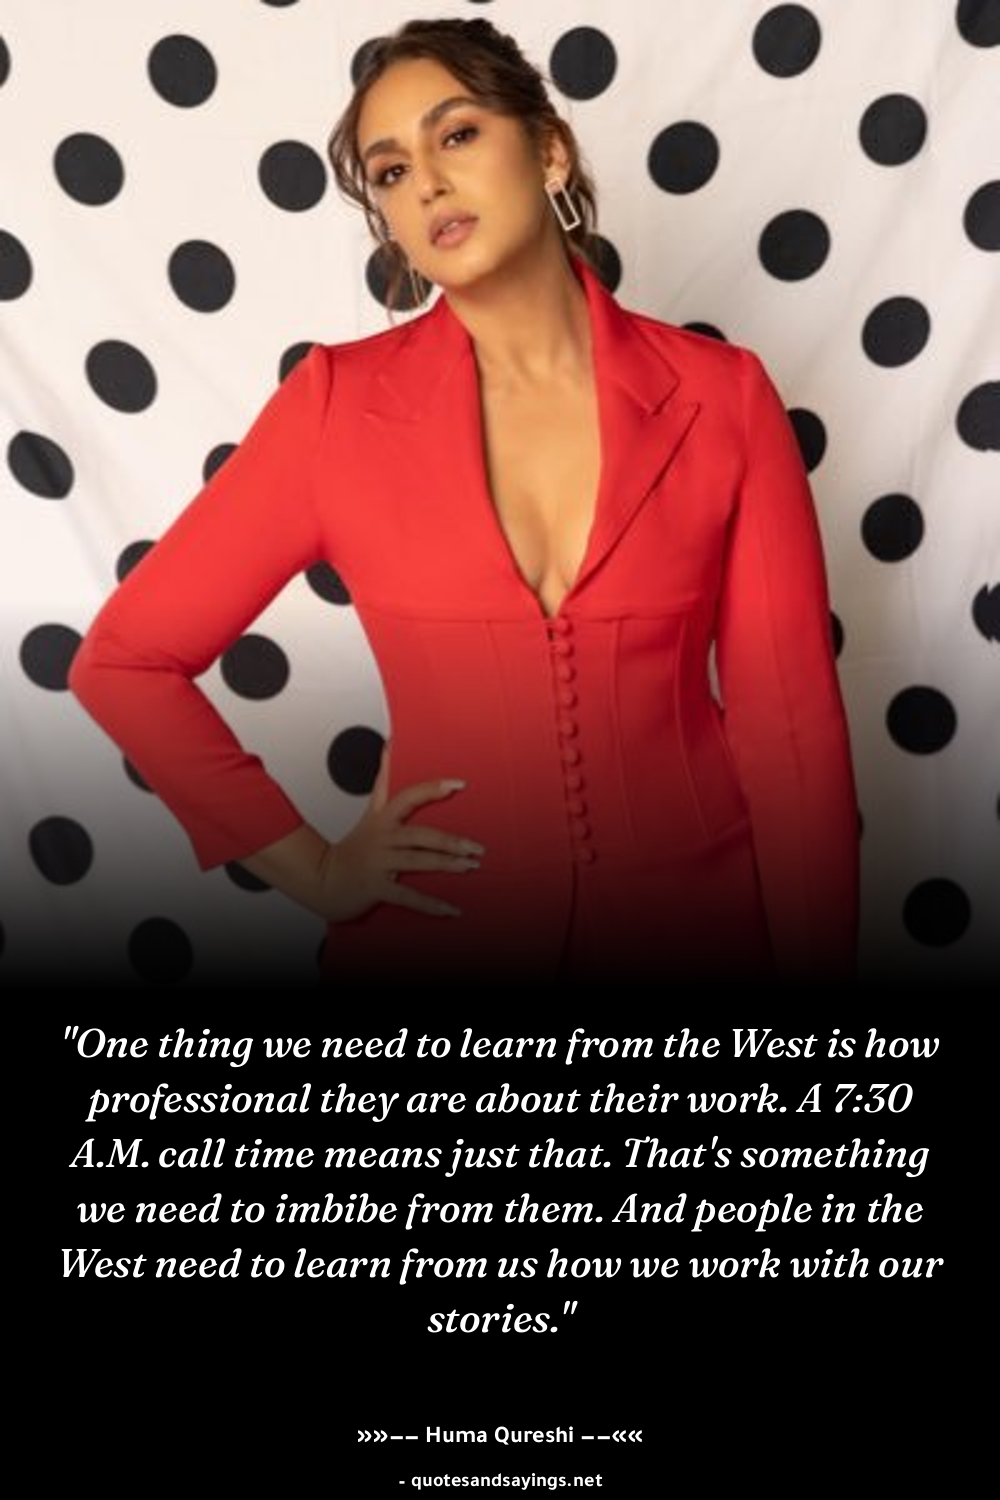 "One thing we need to learn from the West is how
professional they are about their work. A 7:30
A.M. call time means just that. That's something
we need to imbibe from them. And people in the
West need to learn from us how we work with our
stories."
»»–– Huma Qureshi ––««
- quotesandsayings.net